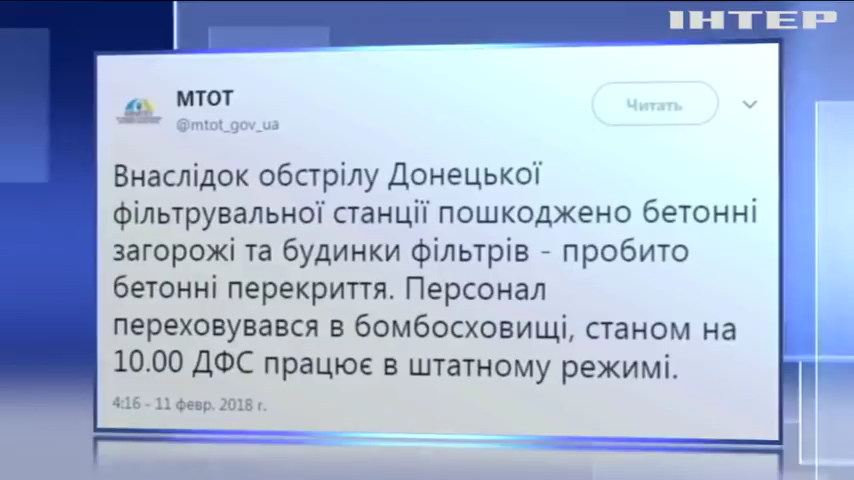 ІНТЕР
МТОТ
@mtot_gov_ua
Читать
Внаслідок обстрілу Донецької
фільтрувальної станції пошкоджено бетонні
загорожі та будинки фільтрів - пробито
бетонні перекриття. Персонал
переховувався в бомбосховищі, станом на
10.00 ДФС працює в штатному режимі.
4:16 - 11 февр. 2018 г.